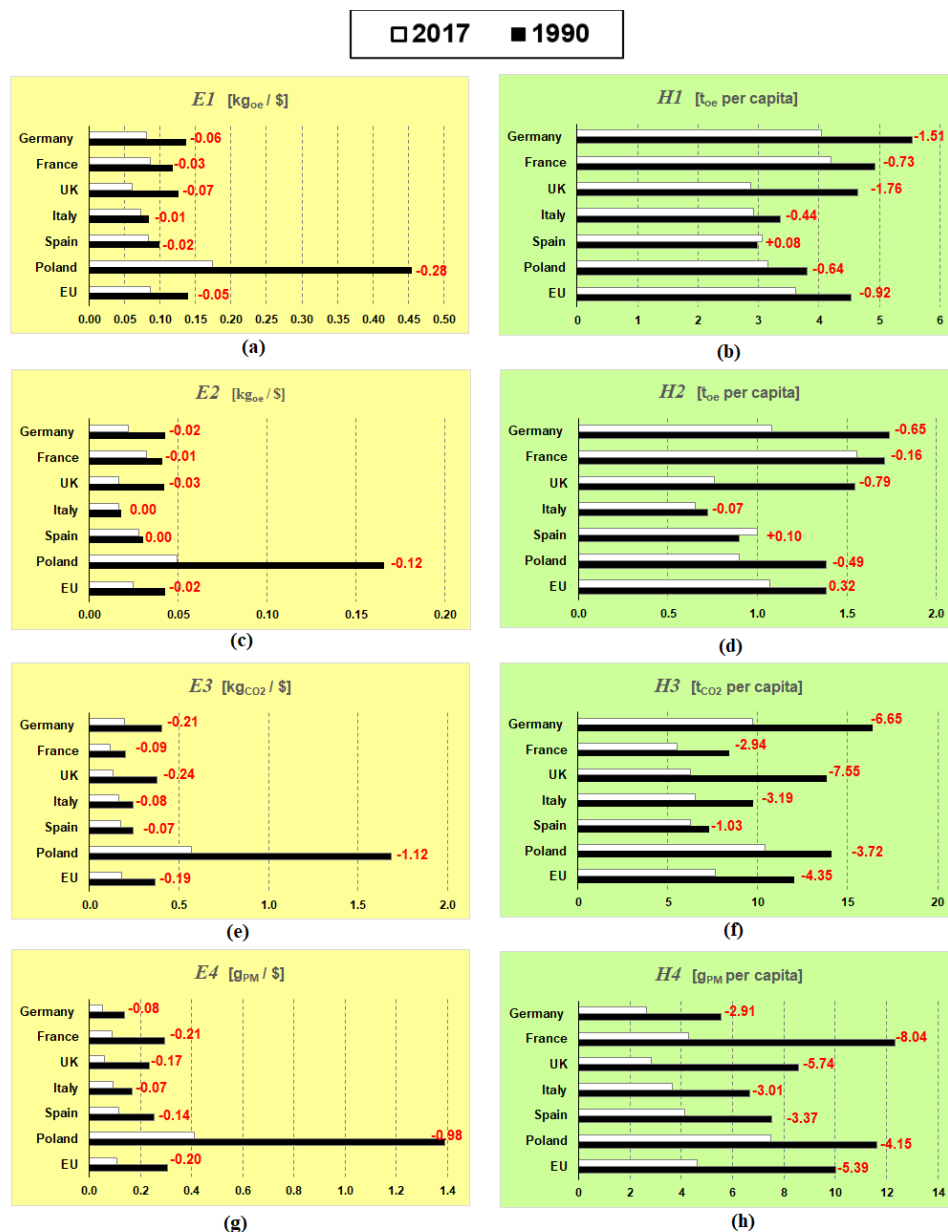 2017 1990
E1 [kgoe / $]
Germany -0.06
France -0.03
UK -0.07
Italy -0.01
Spain -0.02
Poland -0.28
EU -0.05
0.00 0.05 0.10 0.15 0.20 0.25 0.30 0.35 0.40 0.45 0.50
(a)
H1 [toe per capita]
Germany -1.51
France -0.73
UK -1.76
Italy -0.44
Spain +0.08
Poland -0.64
EU -0.92
0 1 2 3 4 5 6
(b)
E2 [kgoe / $]
Germany -0.02
France -0.01
UK -0.03
Italy 0.00
Spain 0.00
Poland -0.12
EU -0.02
0.00 0.05 0.10 0.15 0.20
(c)
H2 [toe per capita]
Germany -0.65
France -0.16
UK -0.79
Italy -0.07
Spain +0.10
Poland -0.49
EU 0.32
0.0 0.5 1.0 1.5 2.0
(d)
E3 [kgCO2 / $]
Germany -0.21
France -0.09
UK -0.24
Italy -0.08
Spain -0.07
Poland -1.12
EU -0.19
0.0 0.5 1.0 1.5 2.0
(e)
H3 [tCO2 per capita]
Germany -6.65
France -2.94
UK -7.55
Italy -3.19
Spain -1.03
Poland -3.72
EU -4.35
0 5 10 15 20
(f)
E4 [gPM / $]
Germany -0.08
France -0.21
UK -0.17
Italy -0.07
Spain -0.14
Poland -0.98
EU -0.20
0.0 0.2 0.4 0.6 0.8 1.0 1.2 1.4
(g)
H4 [gPM per capita]
Germany -2.91
France -8.04
UK -5.74
Italy -3.01
Spain -3.37
Poland -4.15
EU -5.39
0 2 4 6 8 10 12 14
(h)